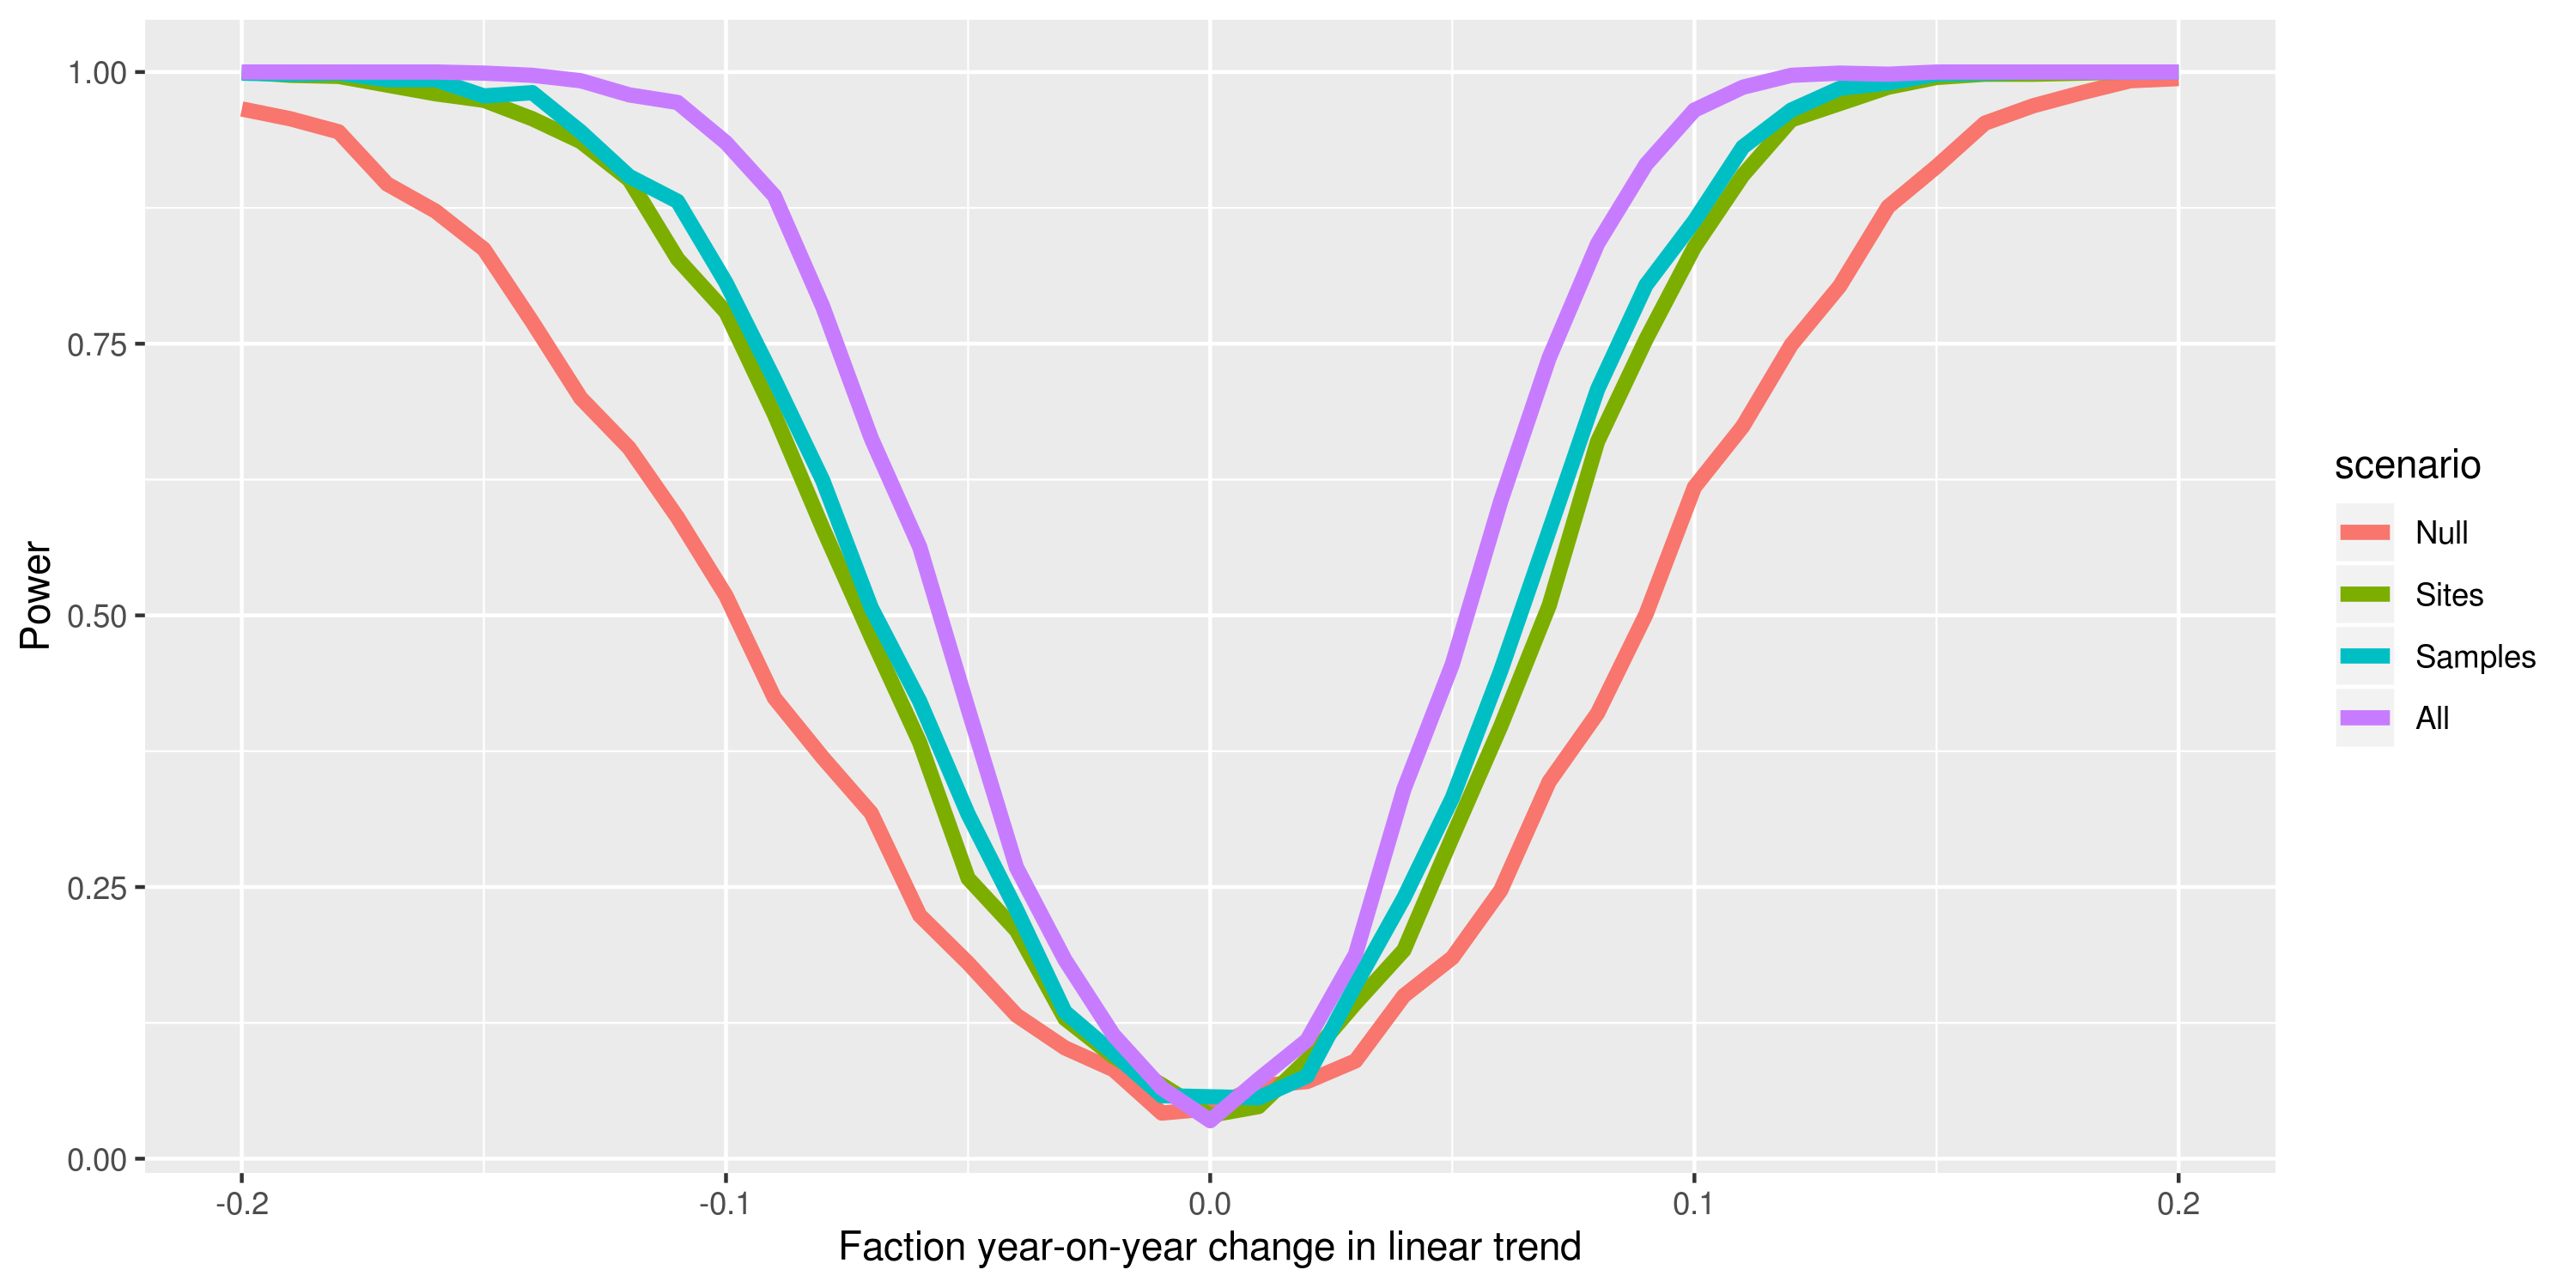 1.00
0.75
0.50
0.25
0.00
Power
-0.2
-0.1
0.0
0.1
0.2
Faction year-on-year change in linear trend
scenario
Null
Sites
Samples
All